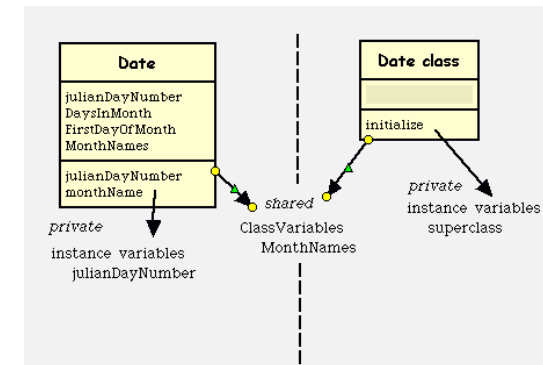 Date
julianDayNumber
DaysInMonth
FirstDayOfMonth
MonthNames
julianDayNumber
monthName
private
instance variables
julianDayNumber
shared
ClassVariables
MonthNames
Date class
initialize
private
instance variables
superclass